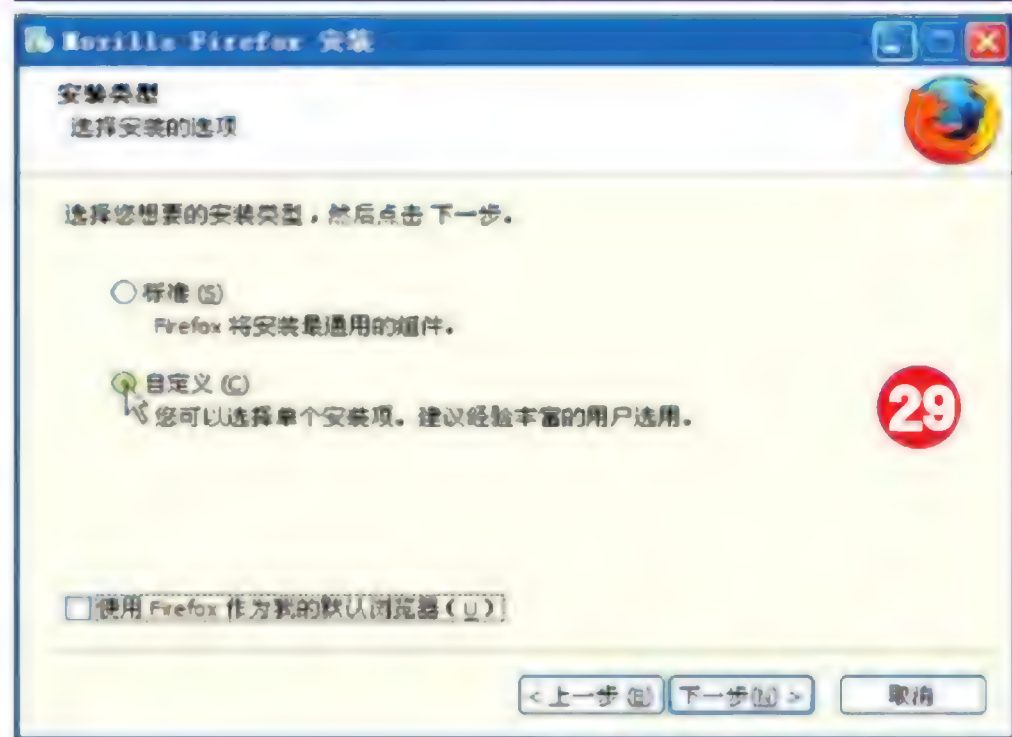 Mozilla Firefox 安装
安装类型
选择安装的选项
选择您想要的安装类型，然后点击 下一步。
标准 (S)
Firefox 将安装最通用的组件。
自定义 (C)
您可以选择单个安装项。建议经验丰富的用户选用。
29
使用 Firefox 作为我的默认浏览器(U)
<上一步(B)
下一步(N) >
取消